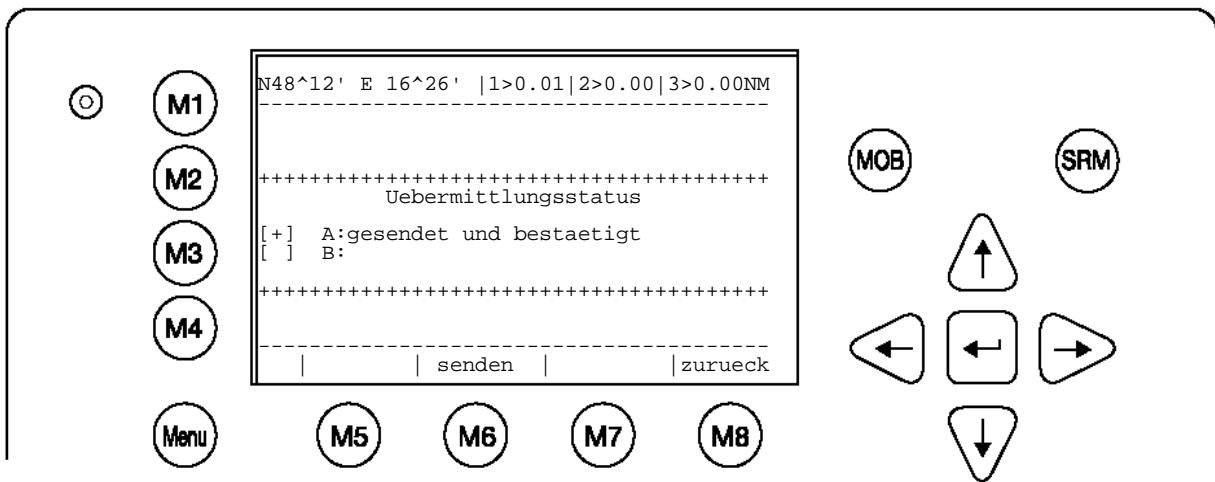 N48^12' E 16^26' |1>0.01|2>0.00|3>0.00NM
----------------------------------------
++++++++++++++++++++++++++++++++++++++++
Uebermittlungsstatus
[+] A:gesendet und bestaetigt
[ ] B:
++++++++++++++++++++++++++++++++++++++++
----------------------------------------
| | senden | |zurueck
M1
M2
M3
M4
Menu
M5
M6
M7
M8
MOB
SRM